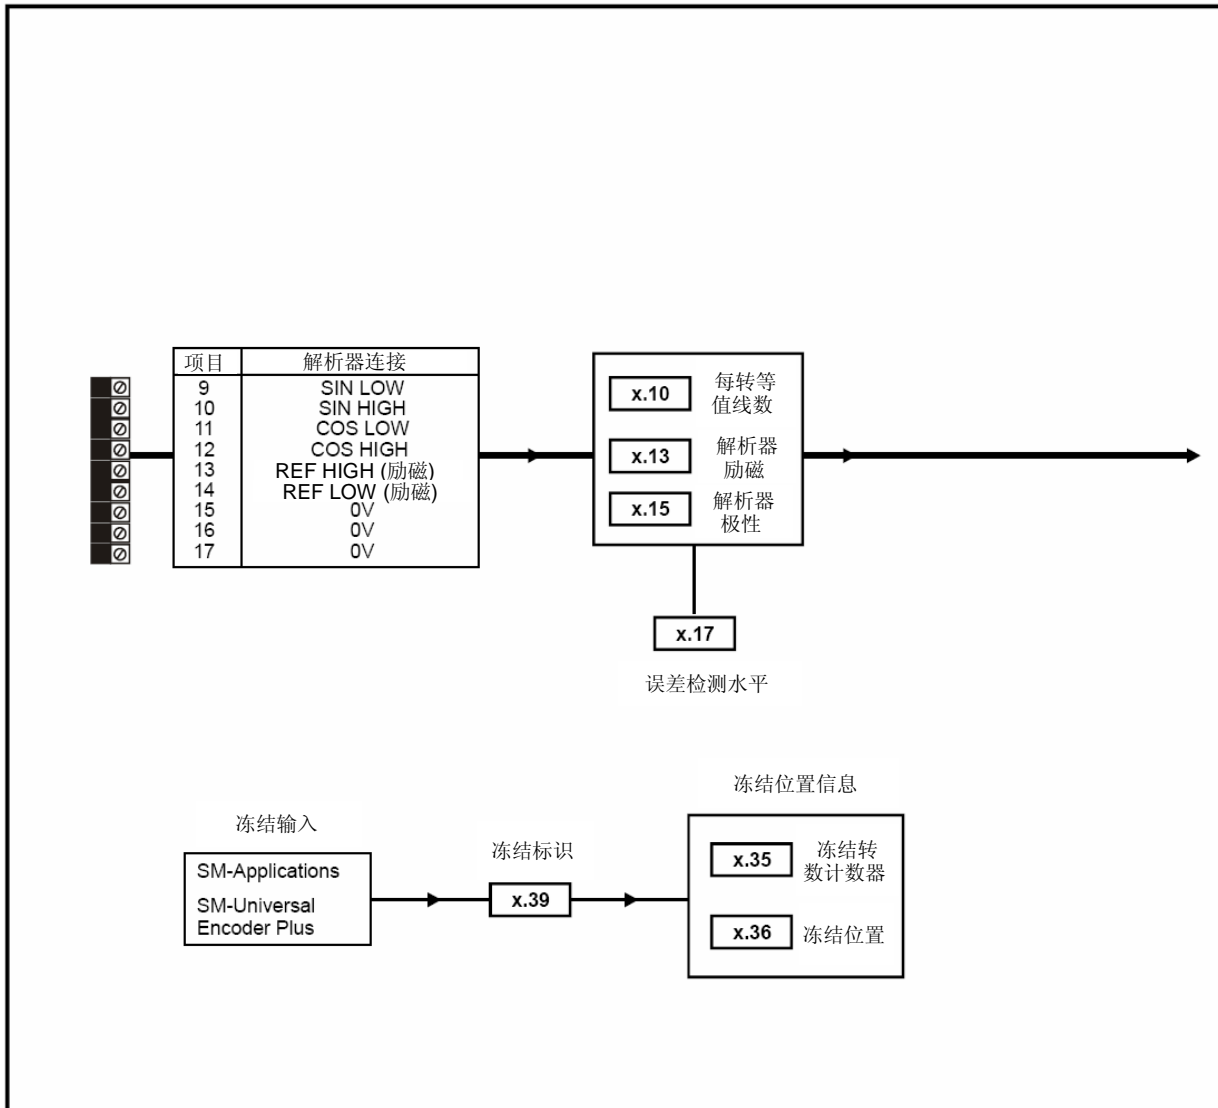 项目 解析器连接
9 SIN LOW
10 SIN HIGH
11 COS LOW
12 COS HIGH
13 REF HIGH (励磁)
14 REF LOW (励磁)
15 0V
16 0V
17 0V
x.10 每转等
值线数
x.13 解析器
励磁
x.15 解析器
极性
x.17
误差检测水平
冻结输入
SM-Applications
SM-Universal
Encoder Plus
冻结标识
x.39
冻结位置信息
x.35 冻结转
数计数器
x.36 冻结位置